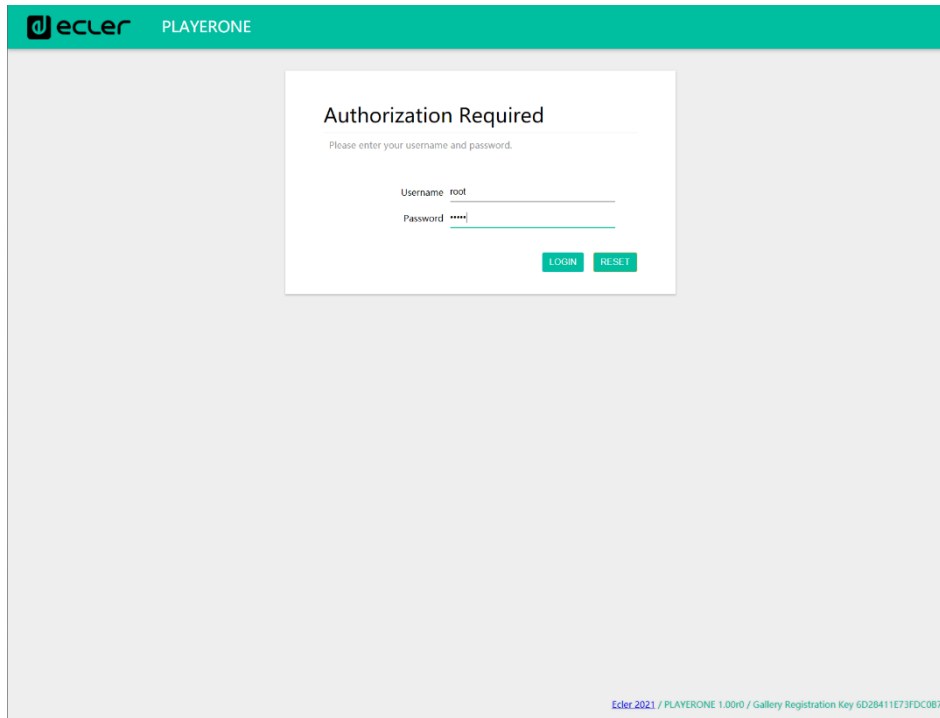 ecler PLAYERONE
Authorization Required
Please enter your username and password.
Username root
Password •••••
LOGIN RESET
Ecler 2021 / PLAYERONE 1.00r0 / Gallery Registration Key 6D28411E73FDC0B7